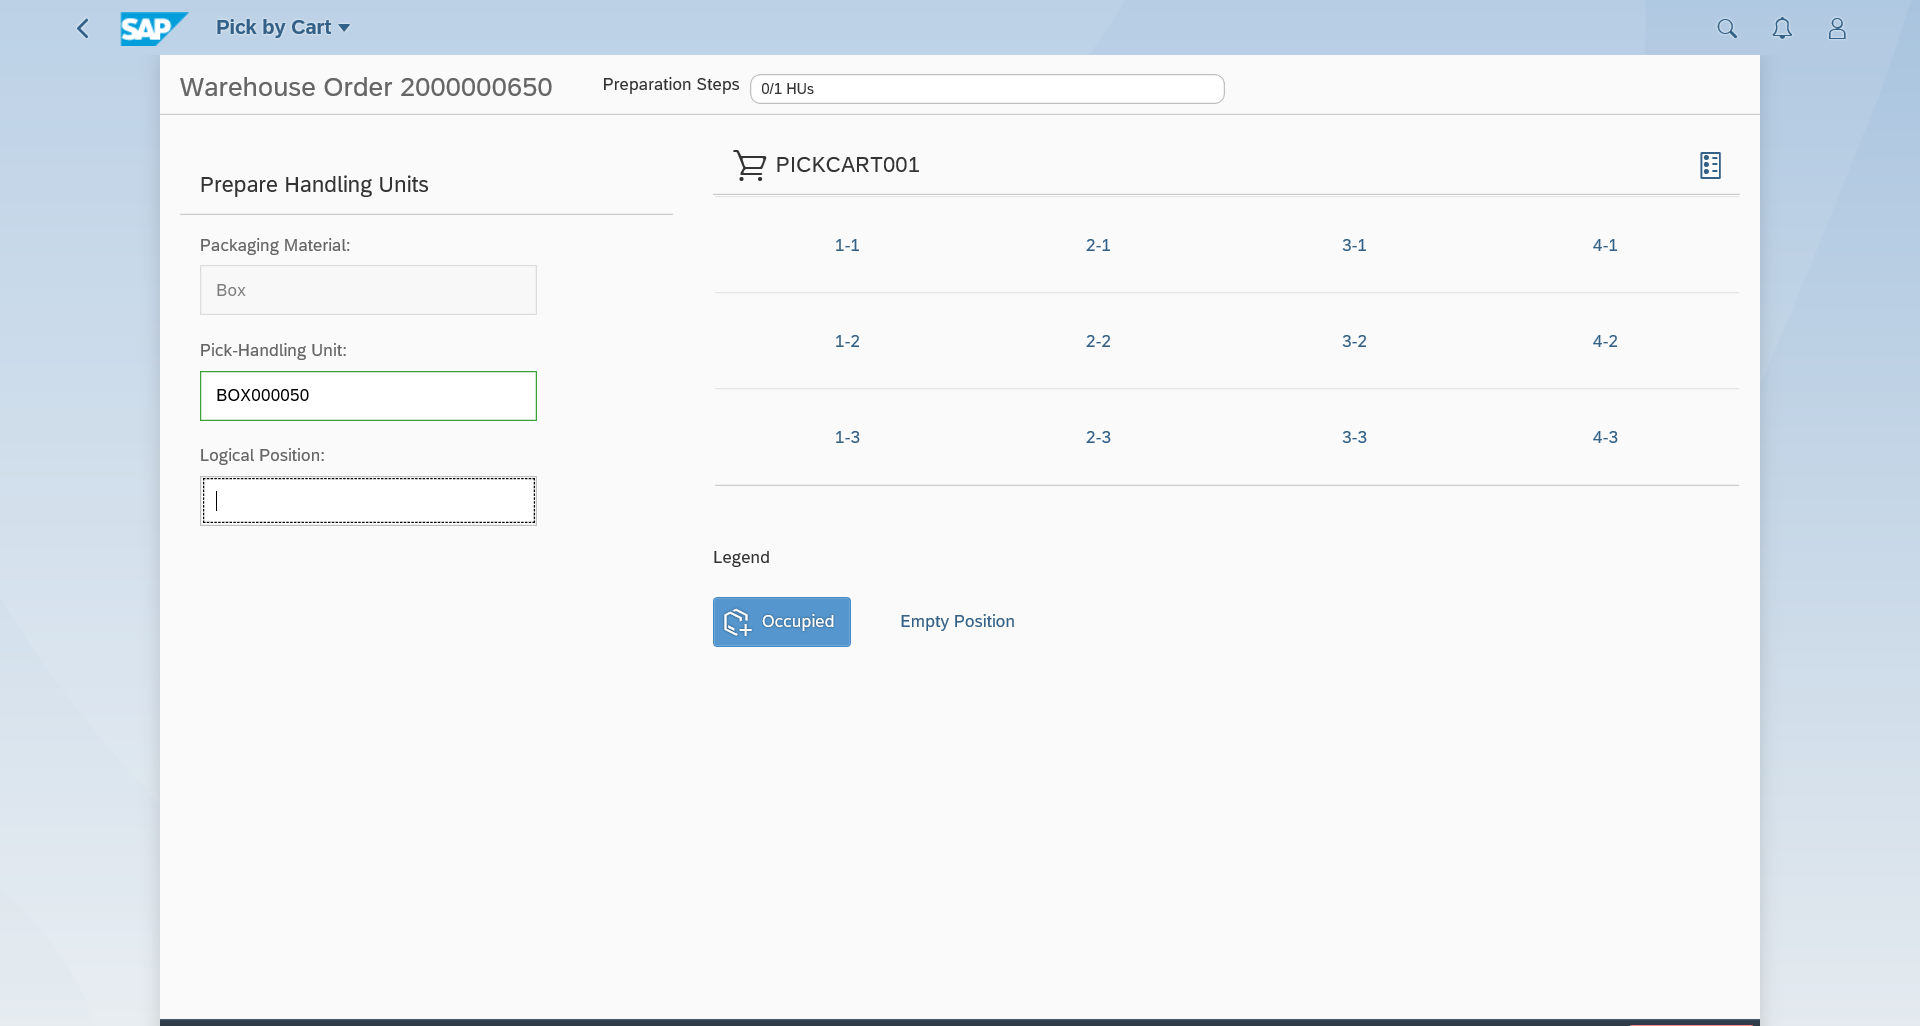 SAP Pick by Cart
Warehouse Order 2000000650 Preparation Steps 0/1 HUs
Prepare Handling Units
Packaging Material:
Box
Pick-Handling Unit:
BOX000050
Logical Position:
PICKCART001
1-1 2-1 3-1 4-1
1-2 2-2 3-2 4-2
1-3 2-3 3-3 4-3
Legend
Occupied Empty Position